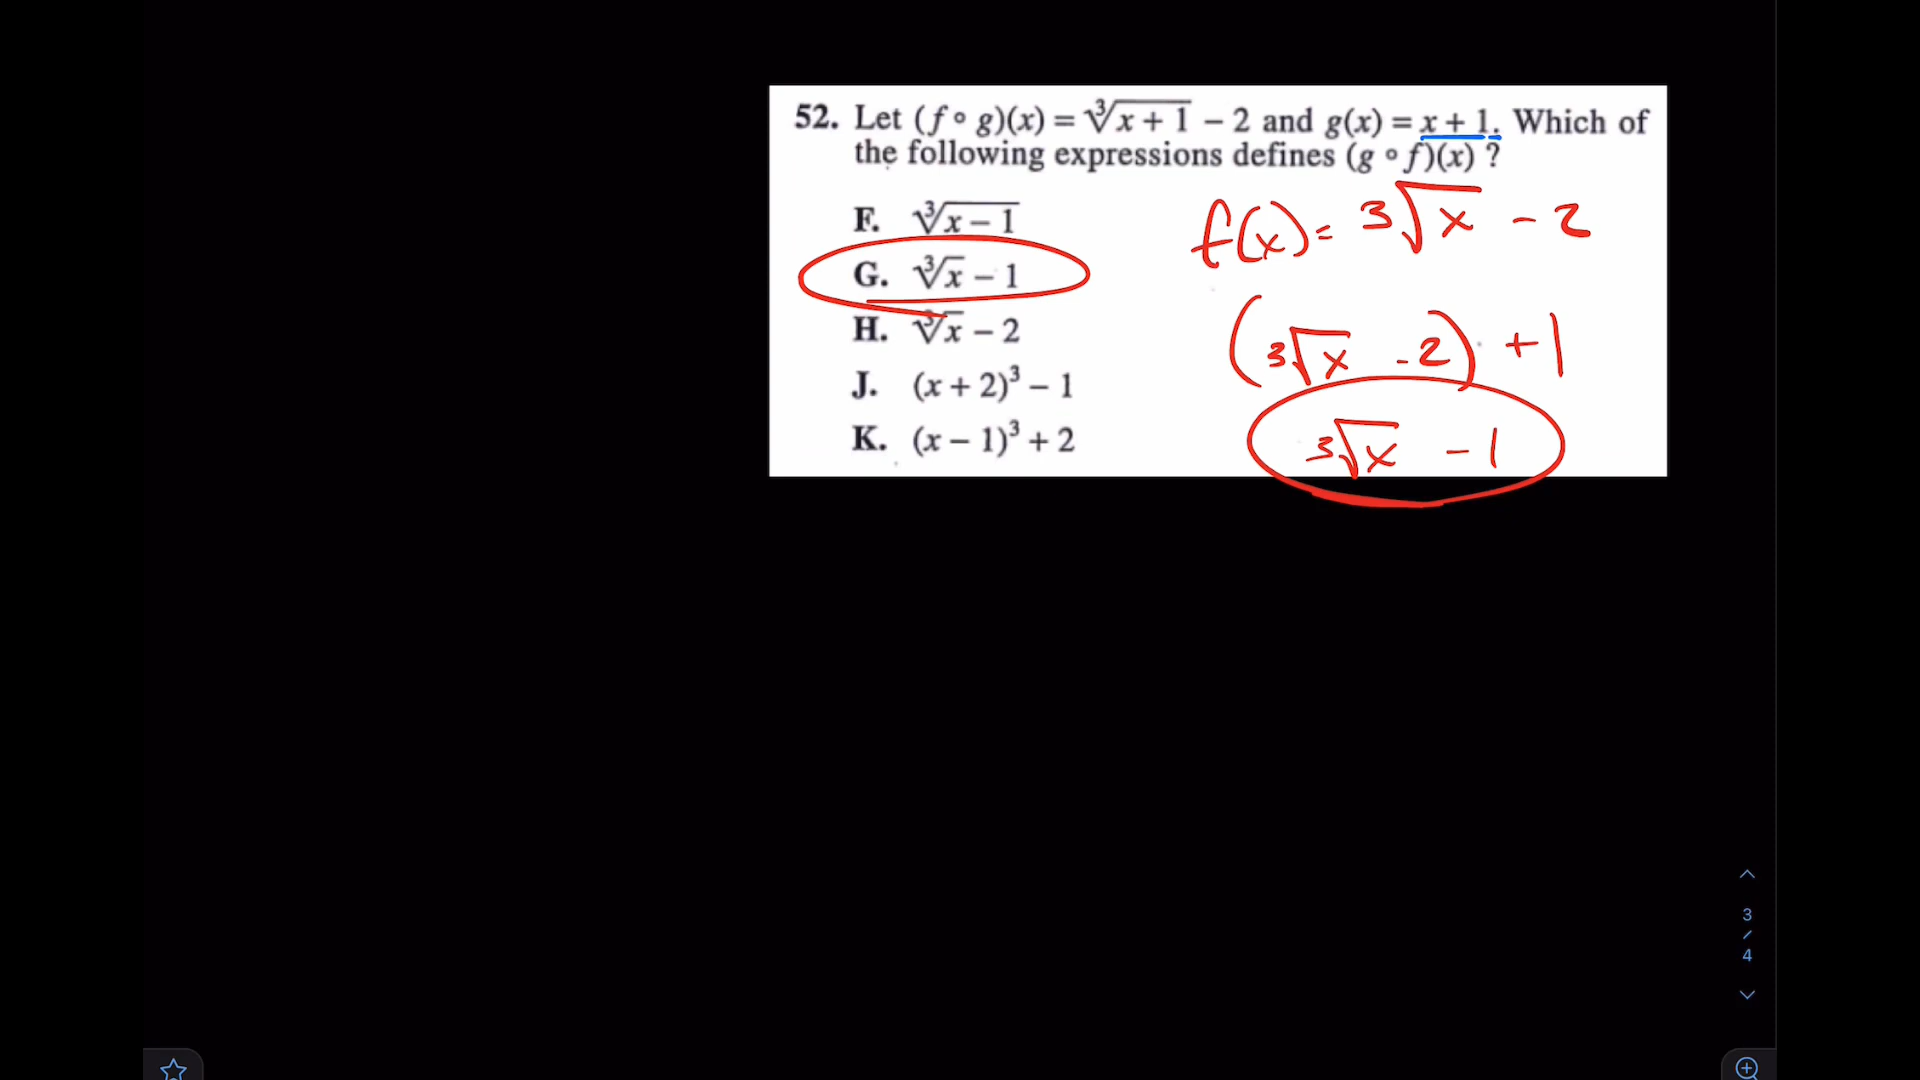 52. Let (f ∘ g)(x) = ∛(x + 1) − 2 and g(x) = x + 1. Which of
the following expressions defines (g ∘ f)(x) ?
F. ∛(x − 1)
G. ∛x − 1
H. ∛x − 2
J. (x + 2)³ − 1
K. (x − 1)³ + 2
f(x) = ∛x − 2
(∛x − 2) + 1
∛x − 1
3
/
4